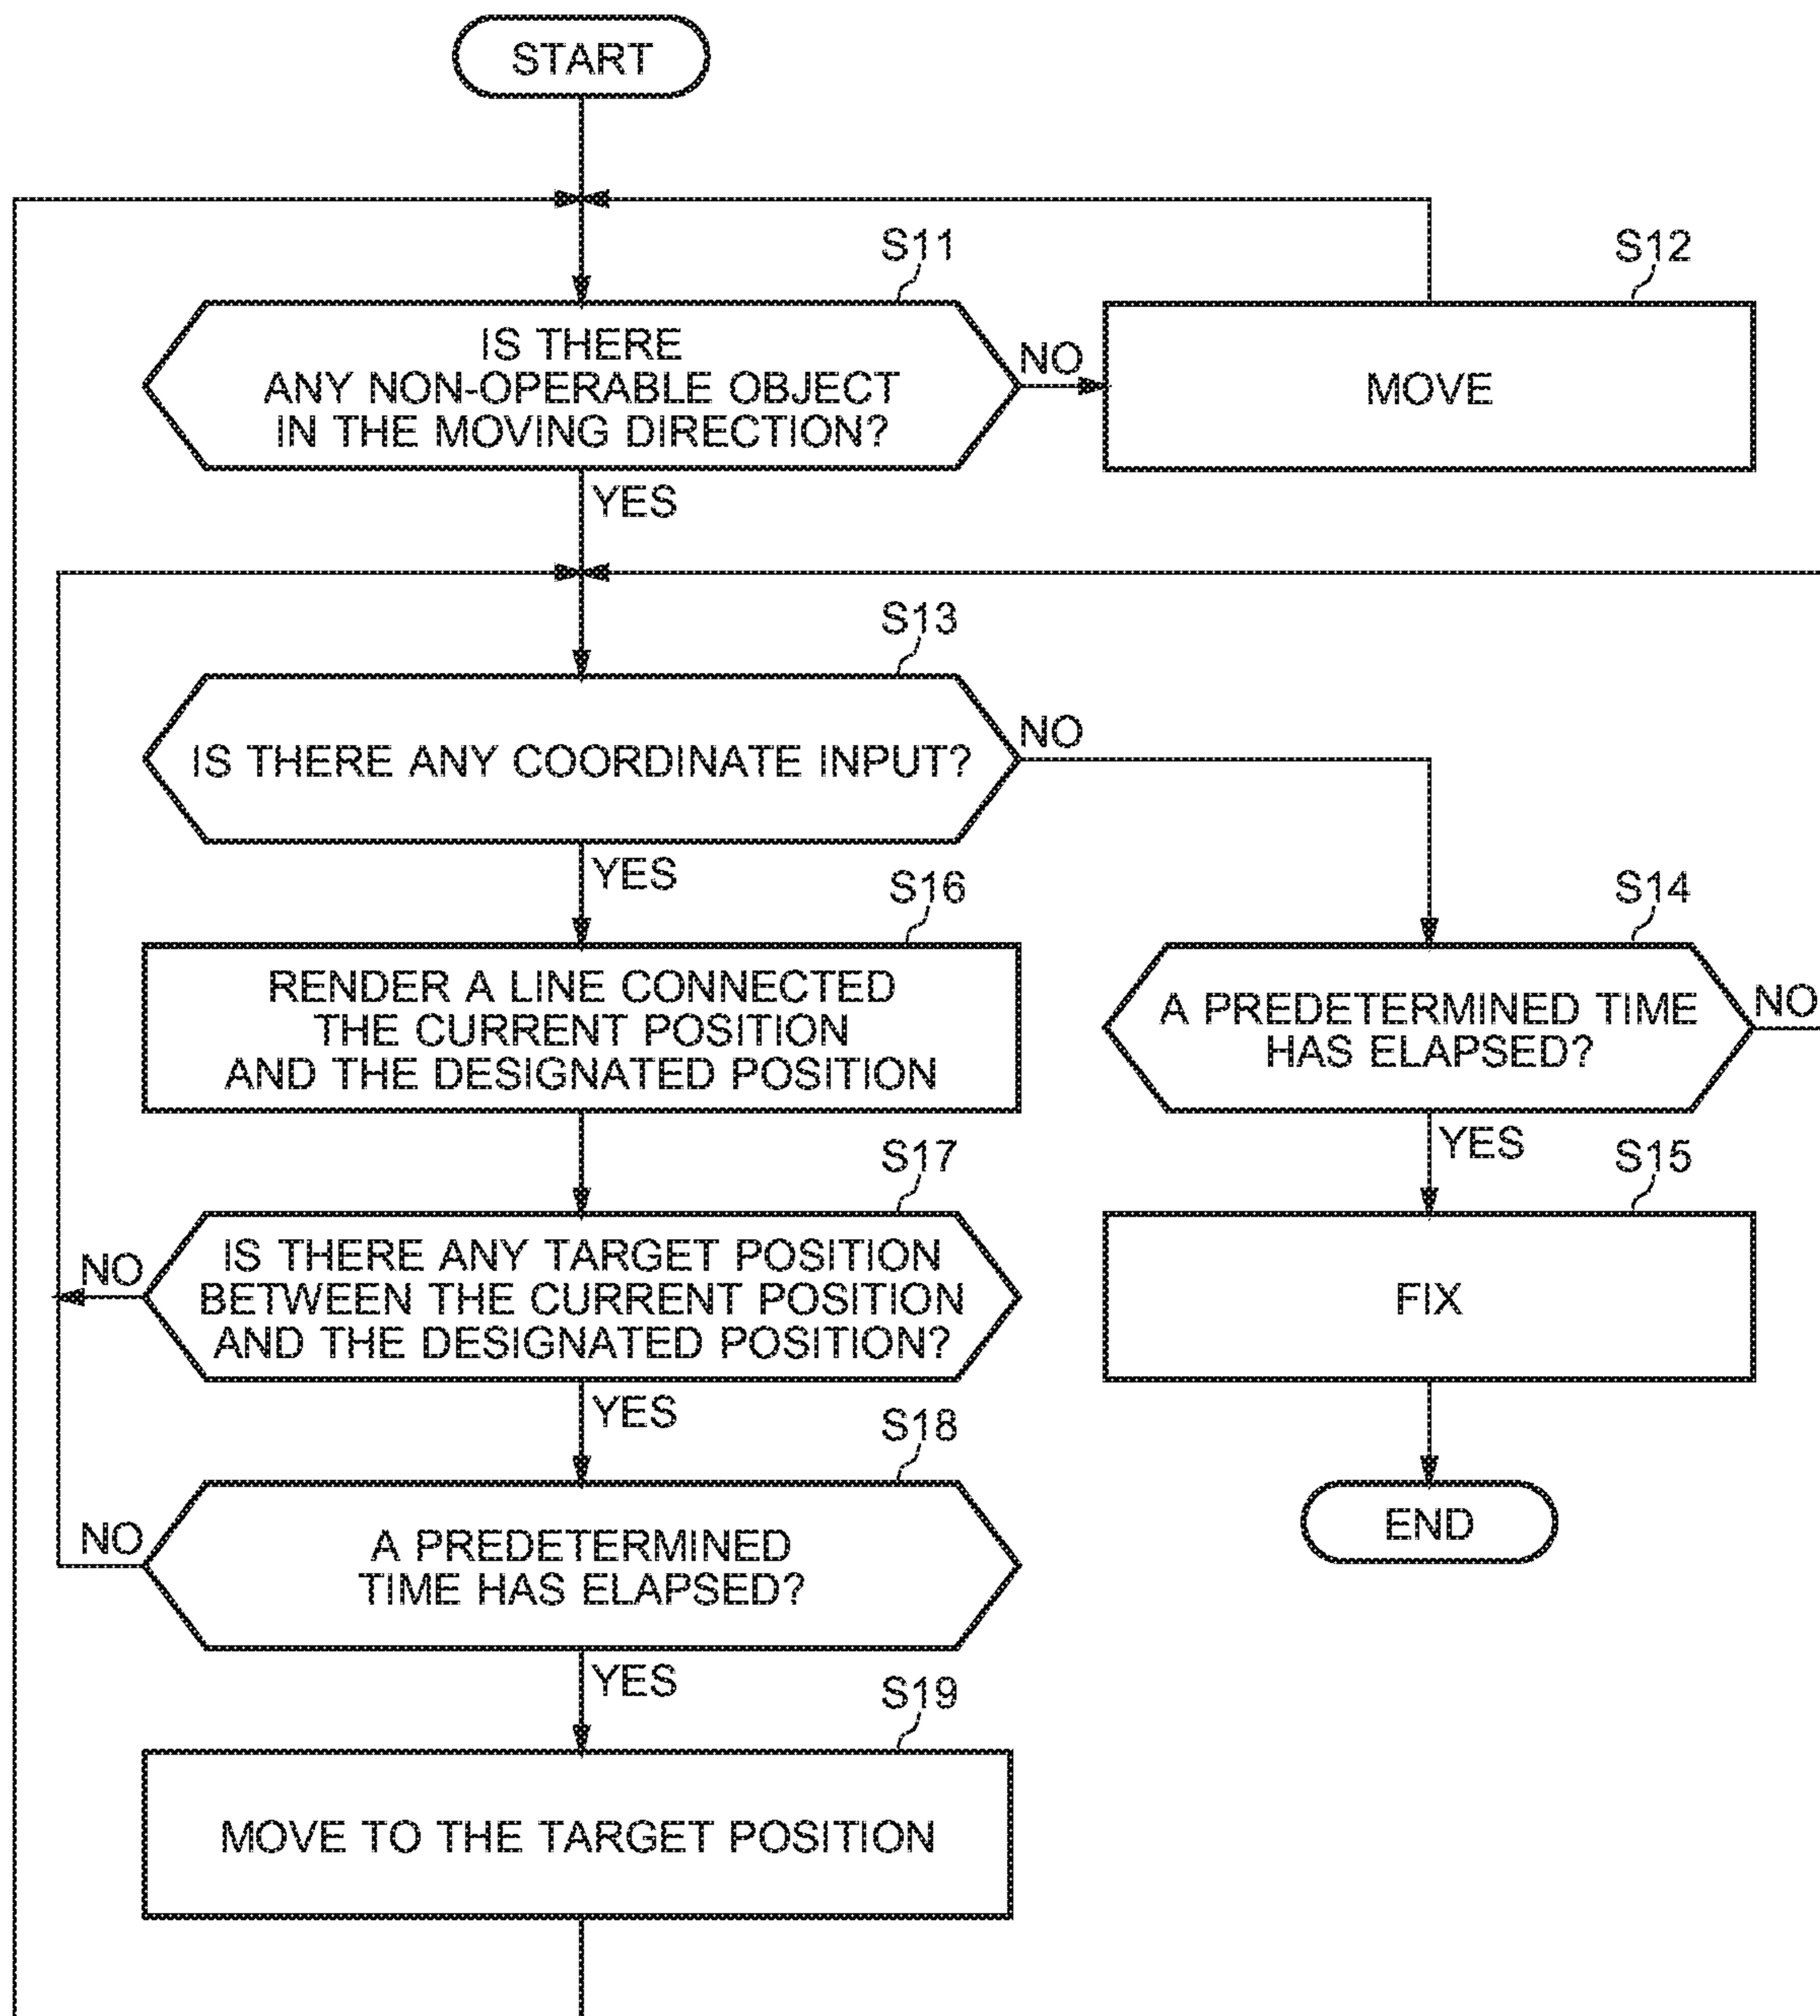 START
S11
S12
IS THERE
ANY NON-OPERABLE OBJECT
IN THE MOVING DIRECTION?
NO
MOVE
YES
S13
IS THERE ANY COORDINATE INPUT?
NO
YES
S16
S14
RENDER A LINE CONNECTED
THE CURRENT POSITION
AND THE DESIGNATED POSITION
A PREDETERMINED TIME
HAS ELAPSED?
NO
YES
S17
S15
IS THERE ANY TARGET POSITION
BETWEEN THE CURRENT POSITION
AND THE DESIGNATED POSITION?
NO
FIX
YES
S18
A PREDETERMINED
TIME HAS ELAPSED?
NO
END
YES
S19
MOVE TO THE TARGET POSITION